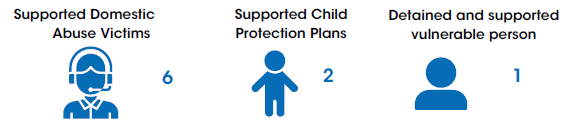 Supported Domestic
Abuse Victims
6
Supported Child
Protection Plans
2
Detained and supported
vulnerable person
1